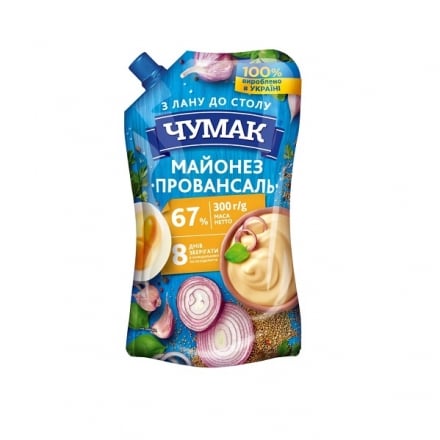 100%
вироблено
в УКРАЇНІ
З ЛАНУ ДО СТОЛУ
ЧУМАК
МАЙОНЕЗ
•ПРОВАНСАЛЬ•
67%
300 г/g
МАСА
НЕТТО
8
ДНІВ
ЗБЕРІГАТИ